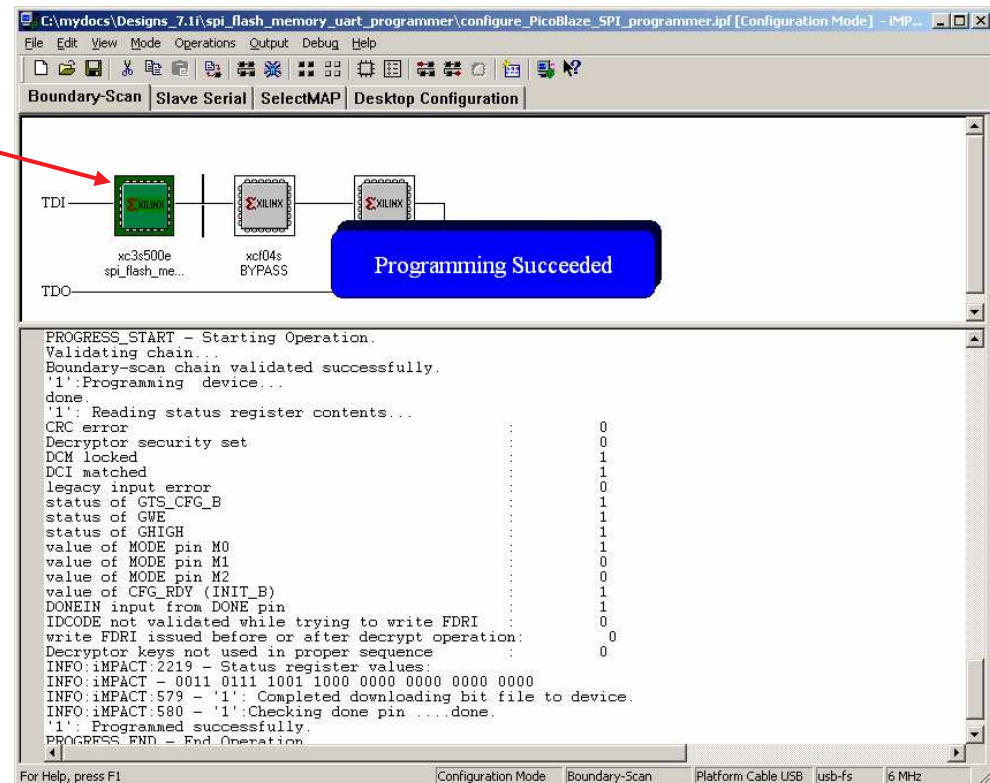 C:\mydocs\Designs_7.1i\spi_flash_memory_uart_programmer\configure_PicoBlaze_SPI_programmer.ipf [Configuration Mode] - iMP...
File Edit View Mode Operations Output Debug Help
Boundary-Scan Slave Serial SelectMAP Desktop Configuration
TDI
XILINX XILINX XILINX
xc3s500e xcf04s
spi_flash_me... BYPASS
Programming Succeeded
TDO
PROGRESS_START - Starting Operation.
Validating chain...
Boundary-scan chain validated successfully.
'1':Programming device...
done.
'1': Reading status register contents...
CRC error : 0
Decryptor security set : 0
DCM locked : 1
DCI matched : 1
legacy input error : 0
status of GTS_CFG_B : 1
status of GWE : 1
status of GHIGH : 1
value of MODE pin M0 : 1
value of MODE pin M1 : 0
value of MODE pin M2 : 0
value of CFG_RDY (INIT_B) : 1
DONEIN input from DONE pin : 1
IDCODE not validated while trying to write FDRI : 0
write FDRI issued before or after decrypt operation: 0
Decryptor keys not used in proper sequence : 0
INFO:iMPACT:2219 - Status register values:
INFO:iMPACT - 0011 0111 1001 1000 0000 0000 0000 0000
INFO:iMPACT:579 - '1': Completed downloading bit file to device.
INFO:iMPACT:580 - '1':Checking done pin ....done.
'1': Programmed successfully.
PROGRESS_END - End Operation.
For Help, press F1 Configuration Mode Boundary-Scan Platform Cable USB usb-fs 6 MHz